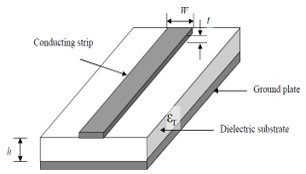 W
t
Conducting strip
Ground plate
εr
Dielectric substrate
h